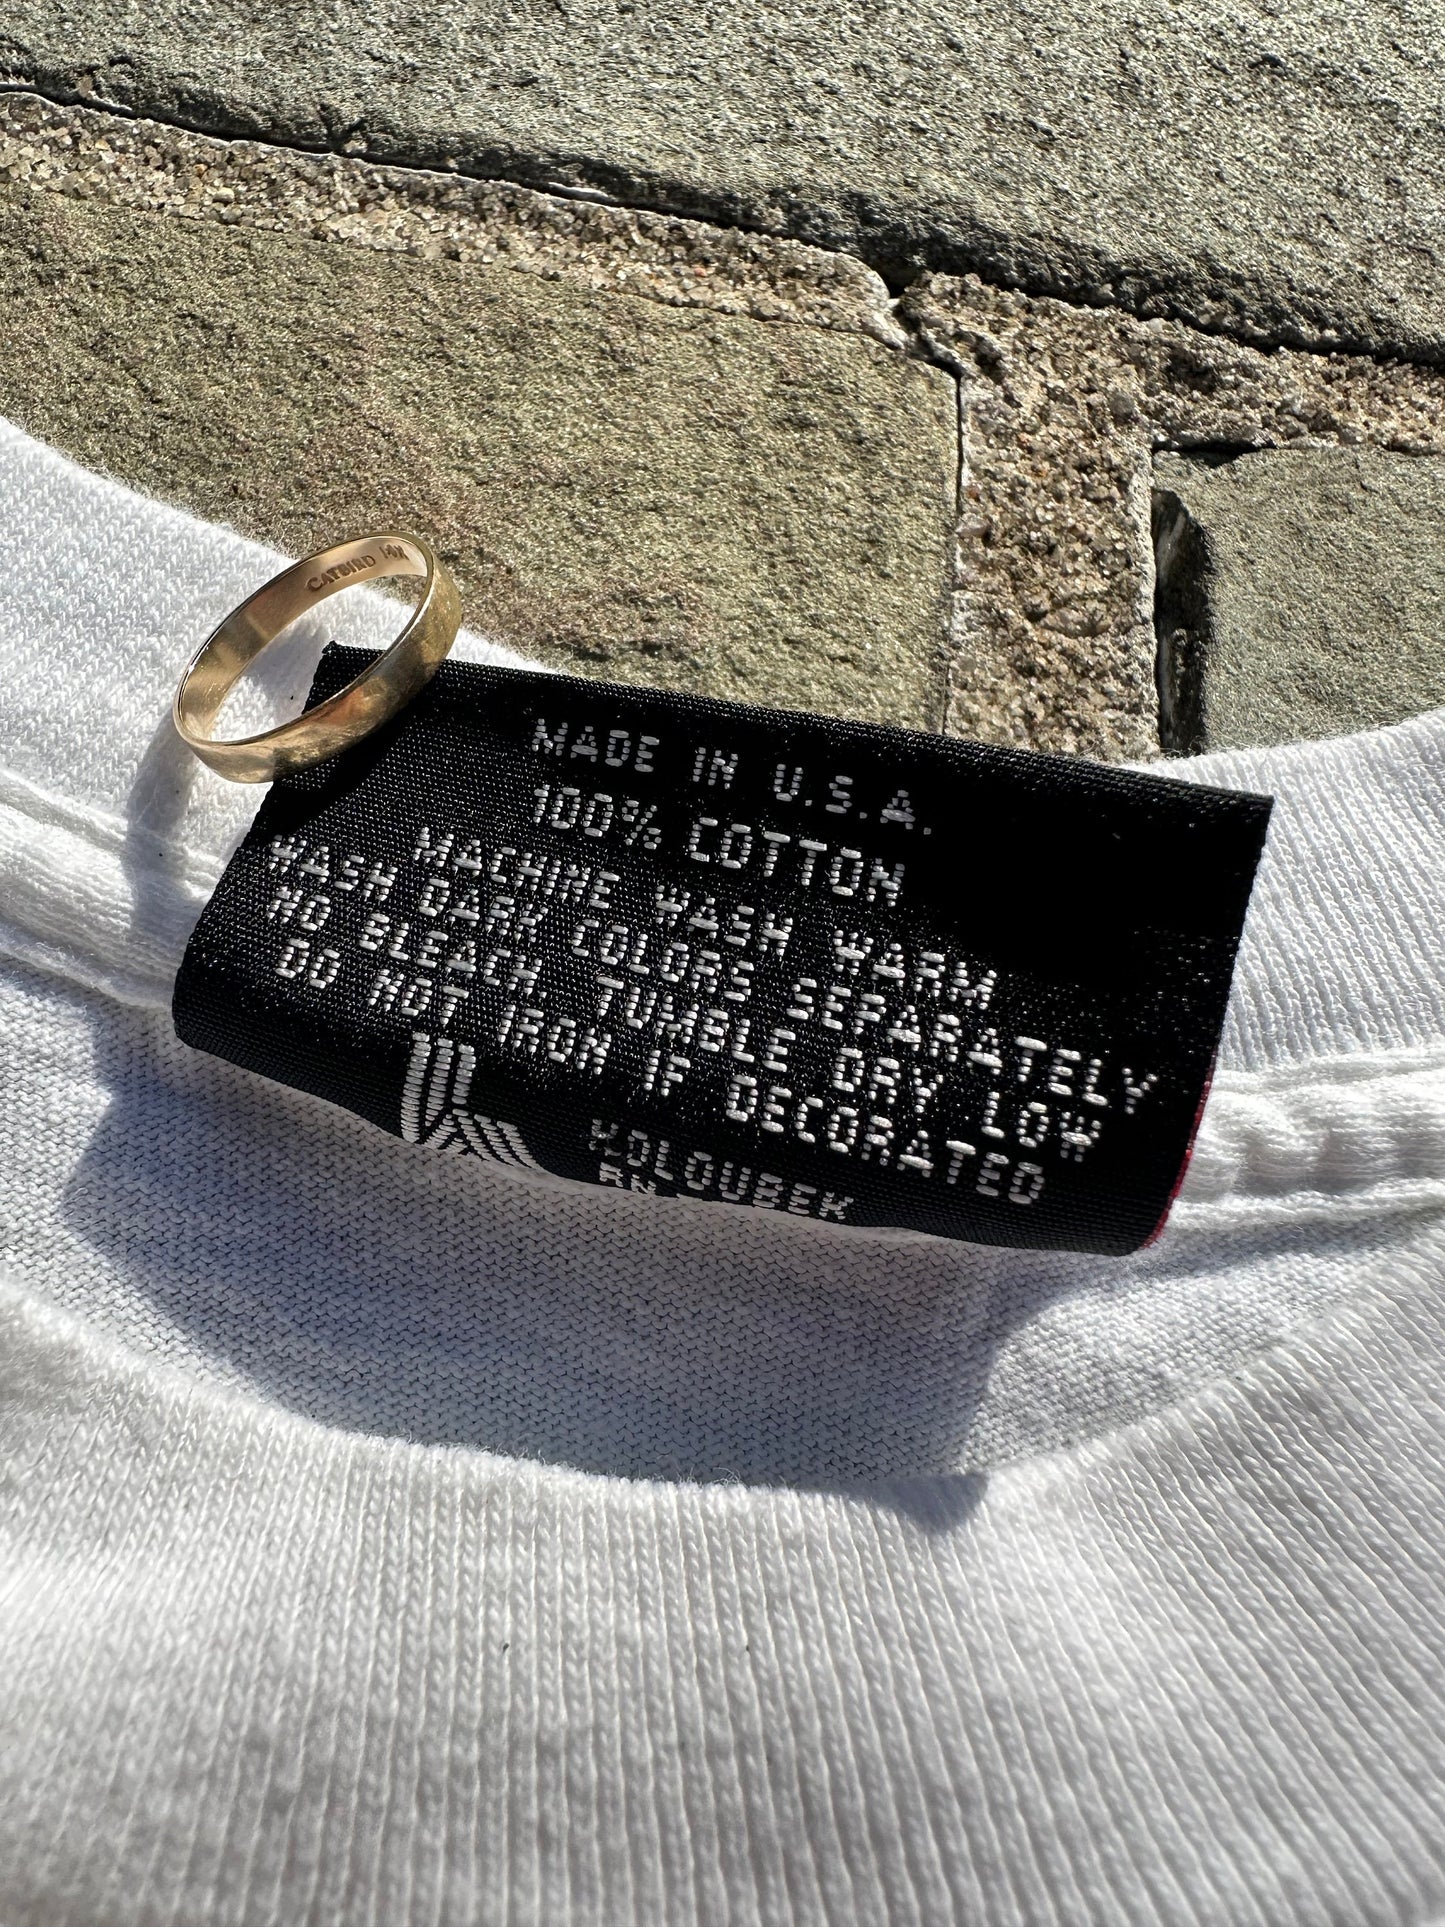 CATBIRD 14K
MADE IN U.S.A.
100% COTTON
MACHINE WASH WARM
WASH DARK COLORS SEPARATELY
NO BLEACH. TUMBLE DRY LOW
DO NOT IRON IF DECORATED
KOLOUBEK